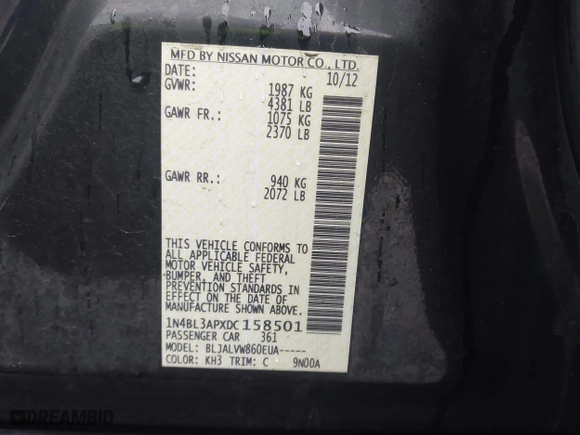 MFD BY NISSAN MOTOR CO., LTD.
DATE: 10/12
GVWR: 1987 KG
4381 LB
GAWR FR.: 1075 KG
2370 LB
GAWR RR.: 940 KG
2072 LB
THIS VEHICLE CONFORMS TO
ALL APPLICABLE FEDERAL
MOTOR VEHICLE SAFETY,
BUMPER, AND THEFT
PREVENTION STANDARDS IN
EFFECT ON THE DATE OF
MANUFACTURE SHOWN ABOVE.
1N4BL3APXDC158501
PASSENGER CAR 361
MODEL: BLJALVW860EUA-----
COLOR: KH3 TRIM: C 9N00A
DREAMBID